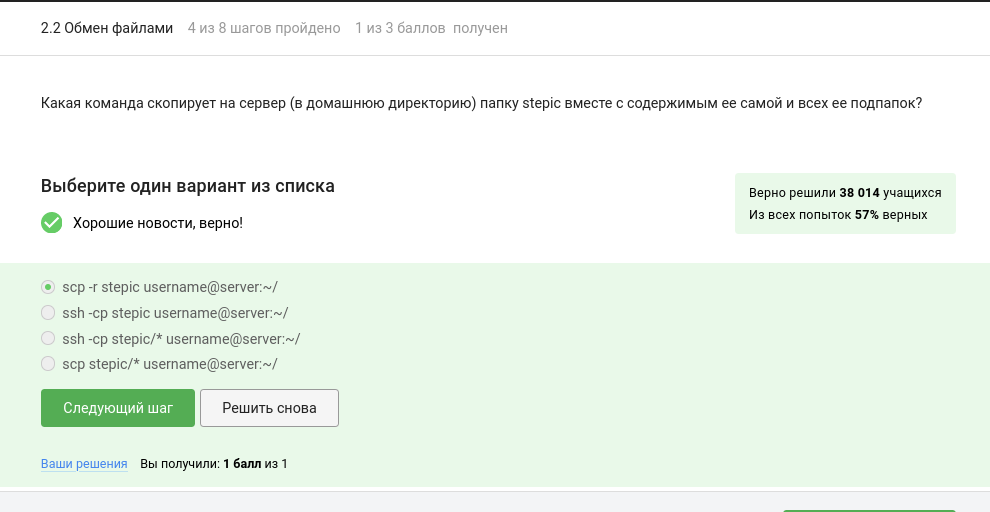 2.2 Обмен файлами 4 из 8 шагов пройдено 1 из 3 баллов получен
Какая команда скопирует на сервер (в домашнюю директорию) папку stepic вместе с содержимым ее самой и всех ее подпапок?
Выберите один вариант из списка
Верно решили 38 014 учащихся
Из всех попыток 57% верных
Хорошие новости, верно!
scp -r stepic username@server:~/
ssh -cp stepic username@server:~/
ssh -cp stepic/* username@server:~/
scp stepic/* username@server:~/
Следующий шаг Решить снова
Ваши решения Вы получили: 1 балл из 1